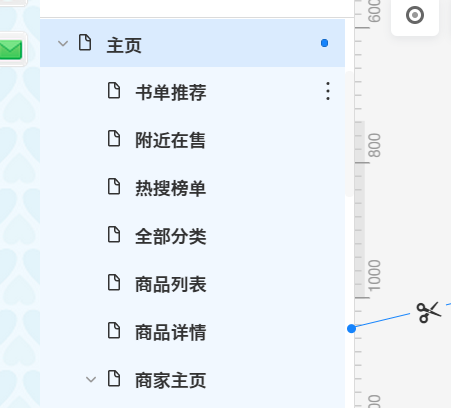 主页
书单推荐
附近在售
热搜榜单
全部分类
商品列表
商品详情
商家主页
600
800
1000